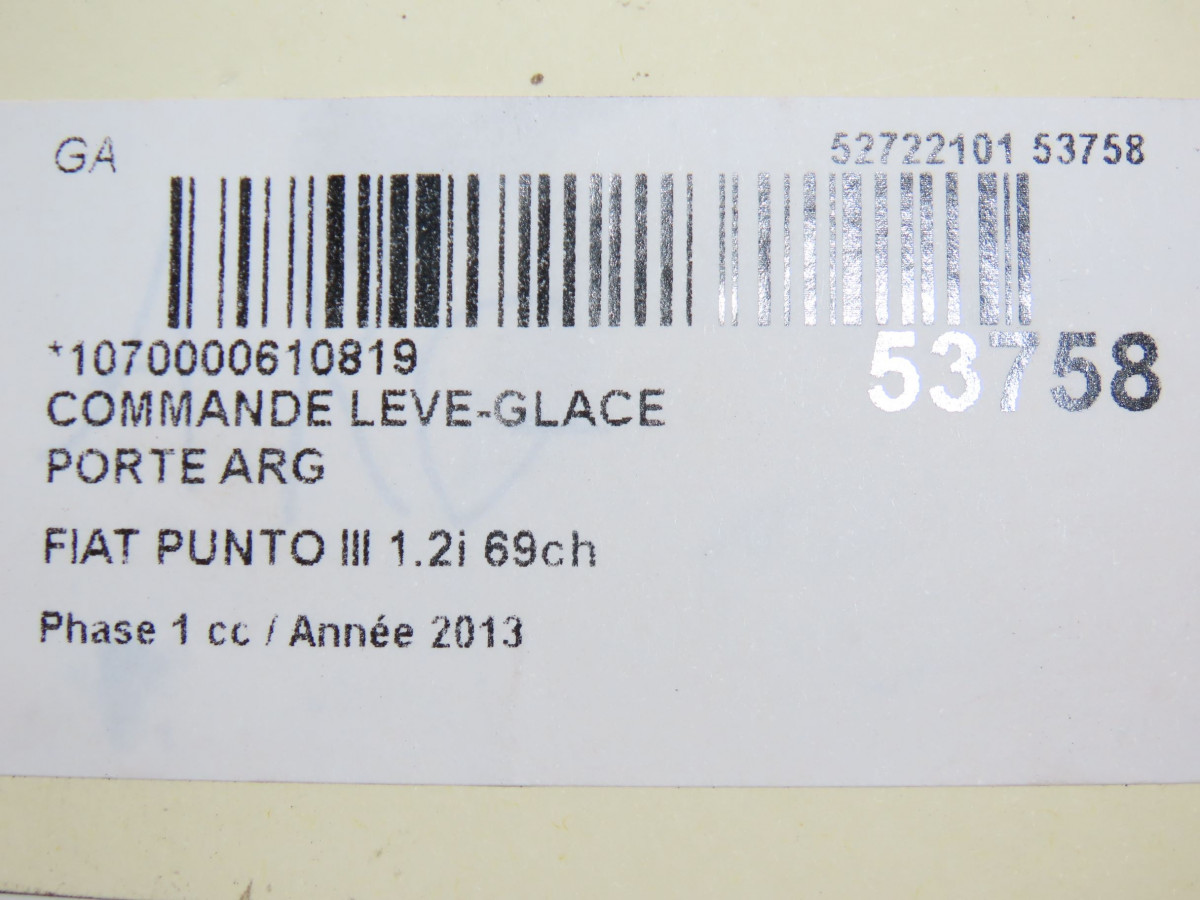 GA
52722101 53758
*1070000610819
53758
COMMANDE LEVE-GLACE
PORTE ARG
FIAT PUNTO III 1.2i 69ch
Phase 1 cc / Année 2013